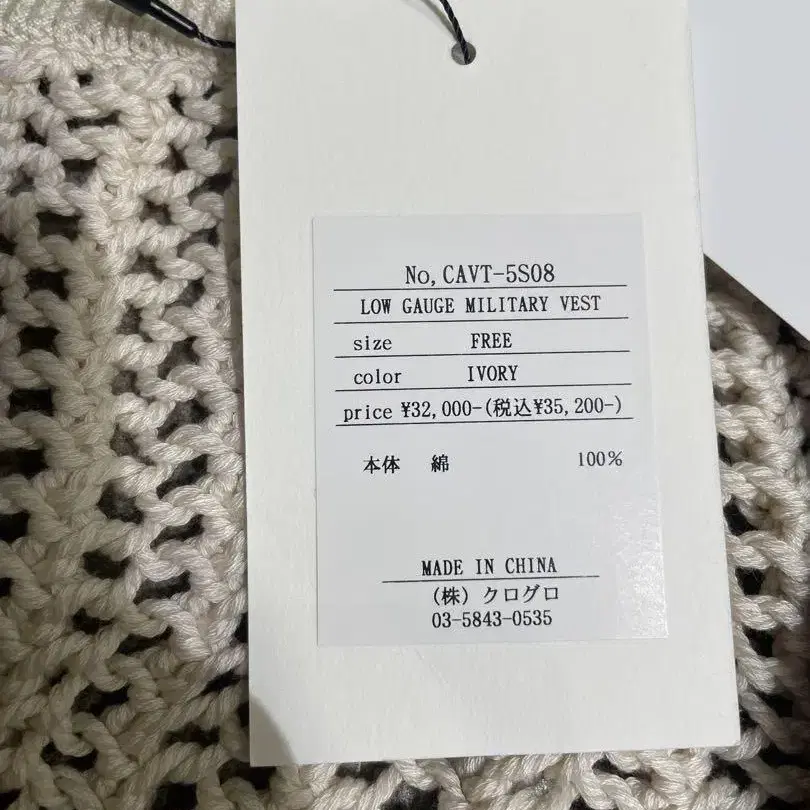 No,CAVT-5S08
LOW GAUGE MILITARY VEST
size FREE
color IVORY
price ¥32,000-(税込¥35,200-)
本体 綿 100%
MADE IN CHINA
(株)クログロ
03-5843-0535